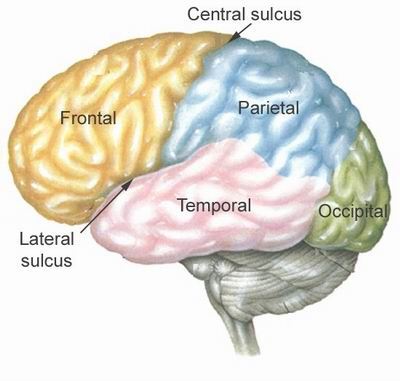 Central sulcus
Frontal
Parietal
Temporal
Occipital
Lateral
sulcus